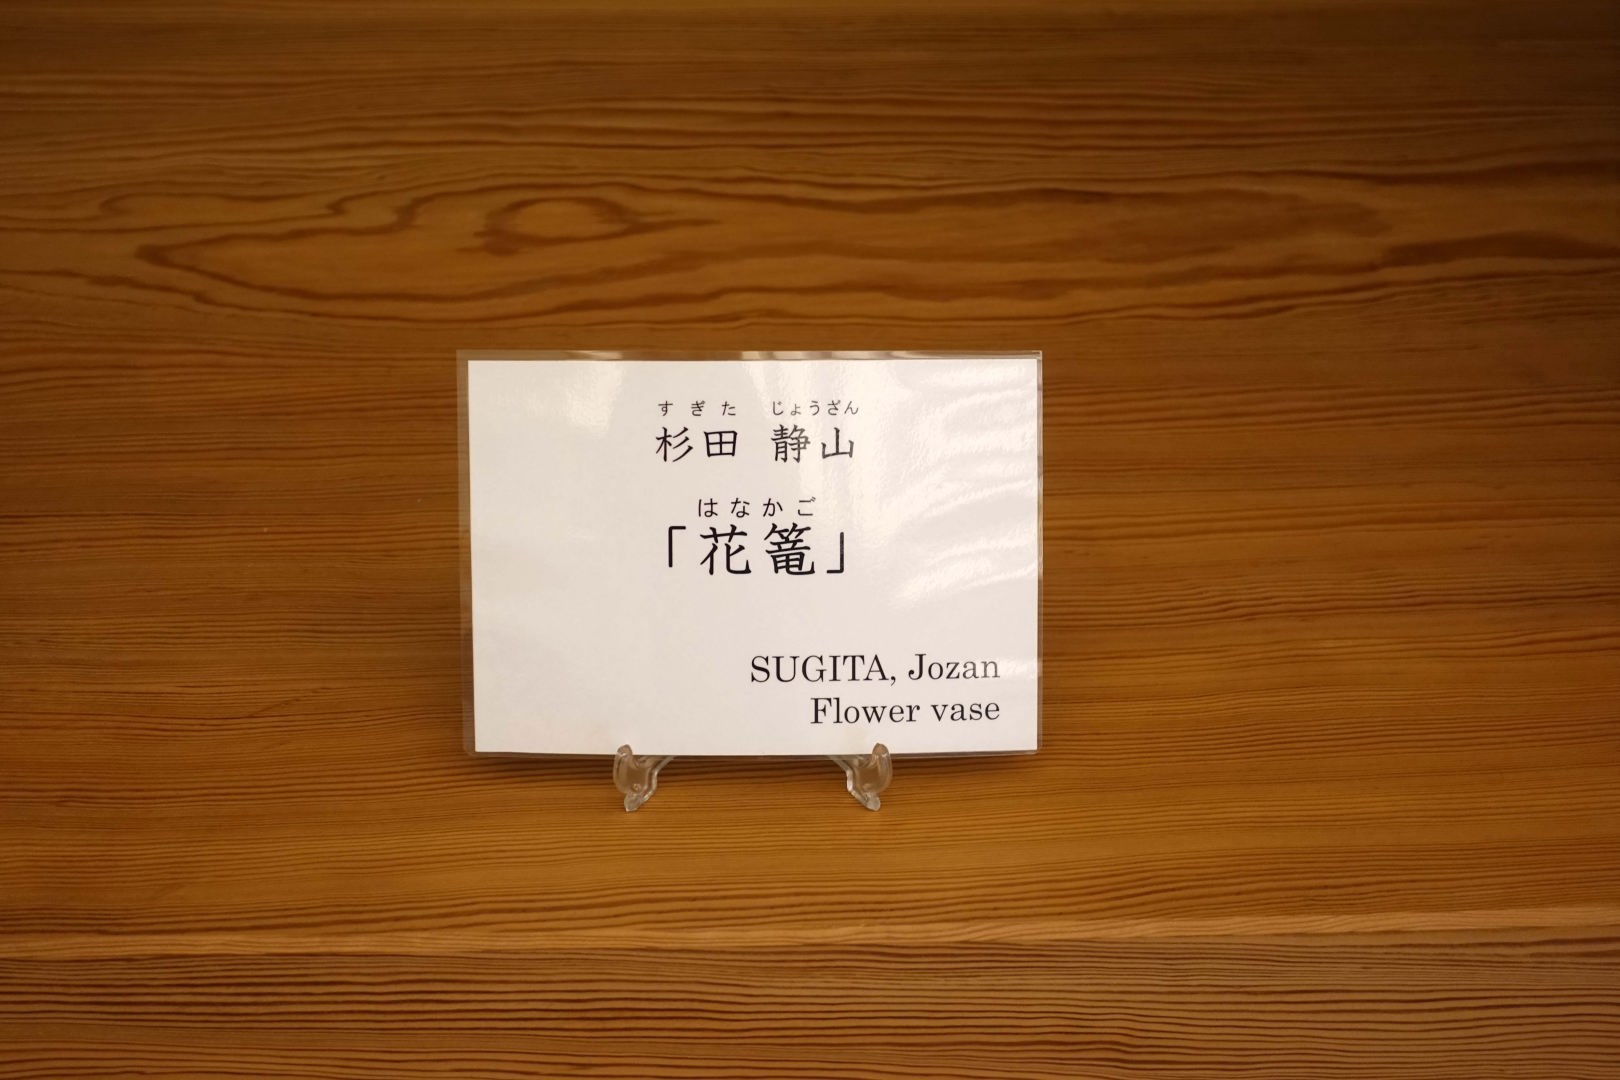 すぎた じょうざん
杉田 静山
はなかご
「花篭」
SUGITA, Jozan
Flower vase